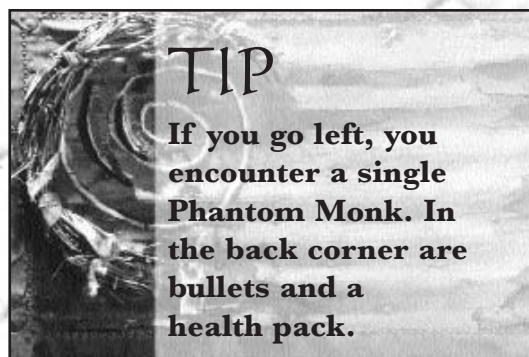 TIP
If you go left, you
encounter a single
Phantom Monk. In
the back corner are
bullets and a
health pack.